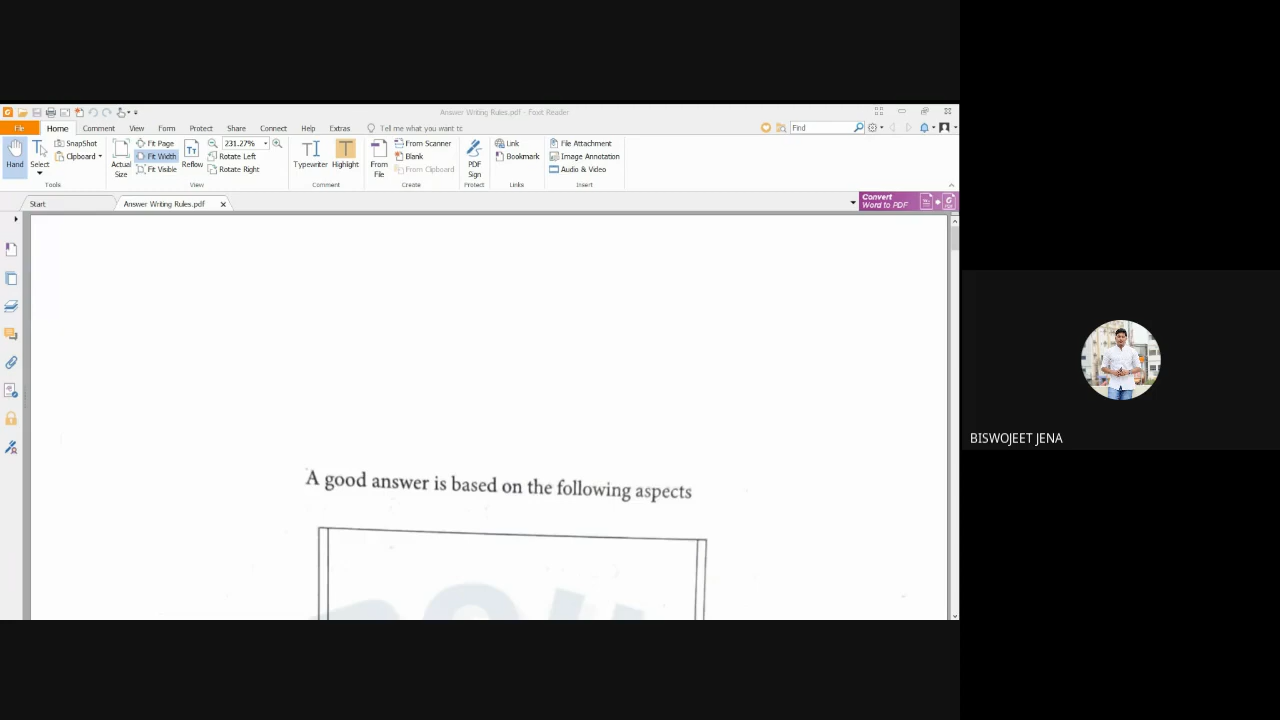 Answer Writing Rules.pdf - Foxit Reader
File Home Comment View Form Protect Share Connect Help Extras Tell me what you want tc Find
Hand
Select
SnapShot
Clipboard
Tools
Actual Size
Fit Page
Fit Width
Fit Visible
Reflow
231.27%
Rotate Left
Rotate Right
View
Typewriter
Highlight
Comment
From File
From Scanner
Blank
From Clipboard
Create
PDF Sign
Protect
Link
Bookmark
Links
File Attachment
Image Annotation
Audio & Video
Insert
Start
Answer Writing Rules.pdf
Convert
Word to PDF
A good answer is based on the following aspects
BISWOJEET JENA